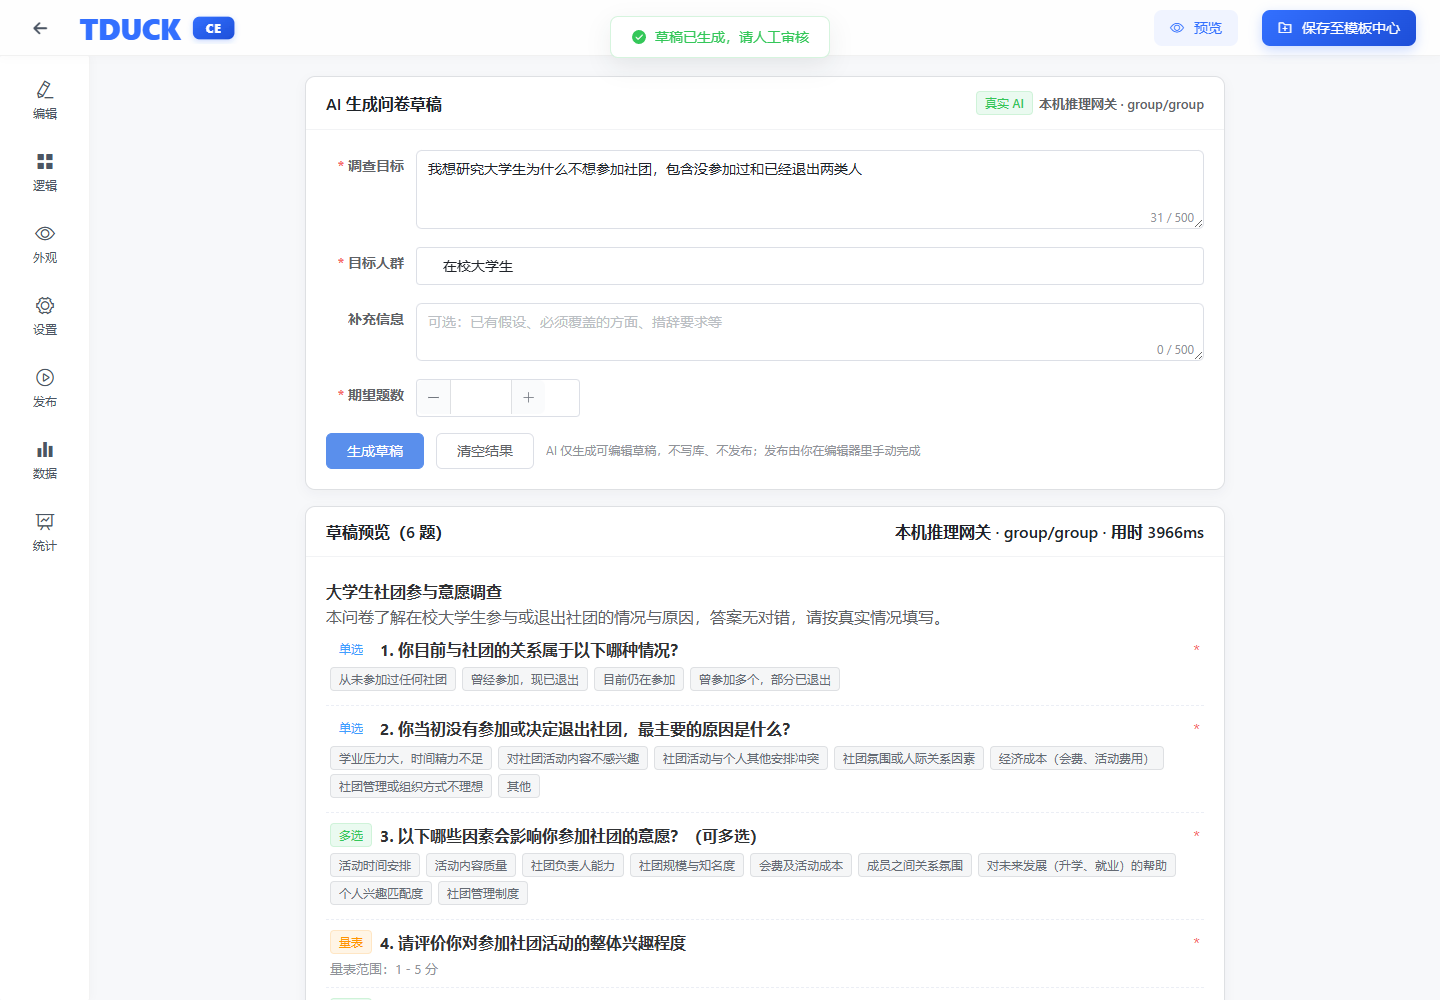 TDUCK CE
草稿已生成，请人工审核
预览
保存至模板中心
编辑
逻辑
外观
设置
发布
数据
统计
AI 生成问卷草稿
真实 AI 本机推理网关 · group/group
* 调查目标
我想研究大学生为什么不想参加社团，包含没参加过和已经退出两类人
31 / 500
* 目标人群
在校大学生
补充信息
可选：已有假设、必须覆盖的方面、措辞要求等
0 / 500
* 期望题数
生成草稿
清空结果
AI 仅生成可编辑草稿，不写库、不发布；发布由你在编辑器里手动完成
草稿预览（6 题）
本机推理网关 · group/group · 用时 3966ms
大学生社团参与意愿调查
本问卷了解在校大学生参与或退出社团的情况与原因，答案无对错，请按真实情况填写。
单选 1. 你目前与社团的关系属于以下哪种情况？ *
从未参加过任何社团 曾经参加，现已退出 目前仍在参加 曾参加多个，部分已退出
单选 2. 你当初没有参加或决定退出社团，最主要的原因是什么？ *
学业压力大，时间精力不足 对社团活动内容不感兴趣 社团活动与个人其他安排冲突 社团氛围或人际关系因素 经济成本（会费、活动费用）
社团管理或组织方式不理想 其他
多选 3. 以下哪些因素会影响你参加社团的意愿？（可多选） *
活动时间安排 活动内容质量 社团负责人能力 社团规模与知名度 会费及活动成本 成员之间关系氛围 对未来发展（升学、就业）的帮助
个人兴趣匹配度 社团管理制度
量表 4. 请评价你对参加社团活动的整体兴趣程度 *
量表范围：1 - 5 分